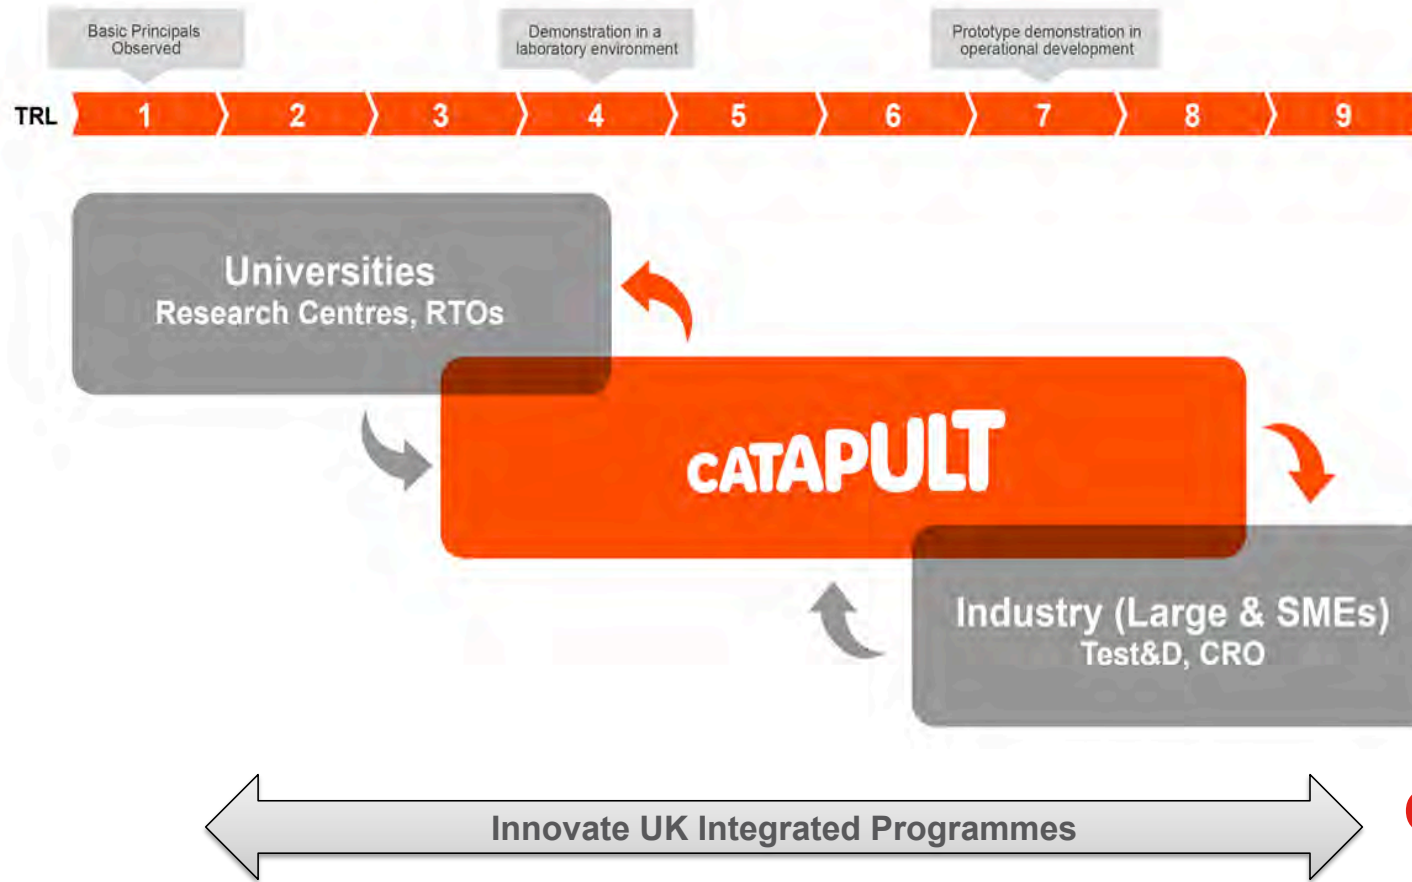 Basic Principals
Observed
Demonstration in a
laboratory environment
Prototype demonstration in
operational development
TRL 1 2 3 4 5 6 7 8 9
Universities
Research Centres, RTOs
CATAPULT
Industry (Large & SMEs)
Test&D, CRO
Innovate UK Integrated Programmes